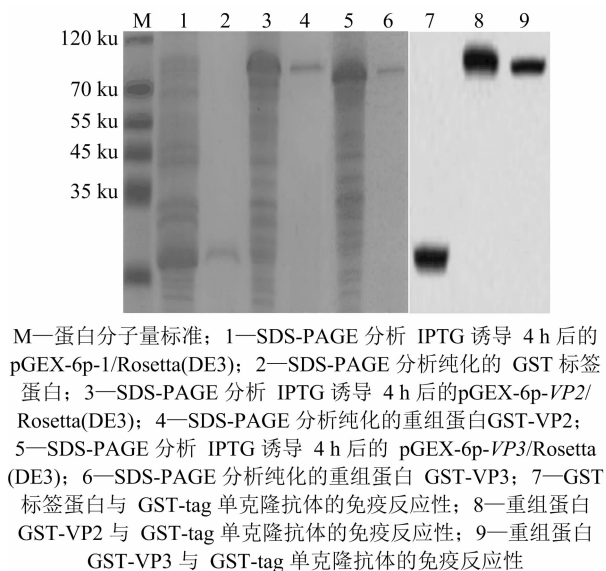 M 1 2 3 4 5 6 7 8 9
120 ku
70 ku
55 ku
45 ku
35 ku
M—蛋白分子量标准；1—SDS-PAGE 分析 IPTG 诱导 4 h 后的
pGEX-6p-1/Rosetta(DE3)；2—SDS-PAGE 分析纯化的 GST 标签
蛋白；3—SDS-PAGE 分析 IPTG 诱导 4 h 后的pGEX-6p-VP2/
Rosetta(DE3)；4—SDS-PAGE 分析纯化的重组蛋白GST-VP2；
5—SDS-PAGE 分析 IPTG 诱导 4 h 后的 pGEX-6p-VP3/Rosetta
(DE3)；6—SDS-PAGE 分析纯化的重组蛋白 GST-VP3；7—GST
标签蛋白与 GST-tag 单克隆抗体的免疫反应性；8—重组蛋白
GST-VP2 与 GST-tag 单克隆抗体的免疫反应性；9—重组蛋白
GST-VP3 与 GST-tag 单克隆抗体的免疫反应性